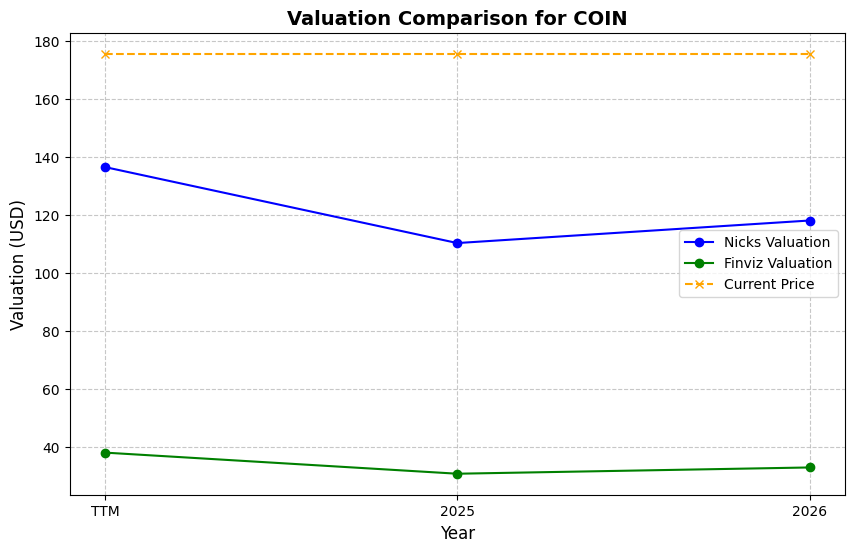 Valuation Comparison for COIN
Valuation (USD)
180
160
140
120
100
80
60
40
Nicks Valuation
Finviz Valuation
Current Price
TTM
2025
2026
Year